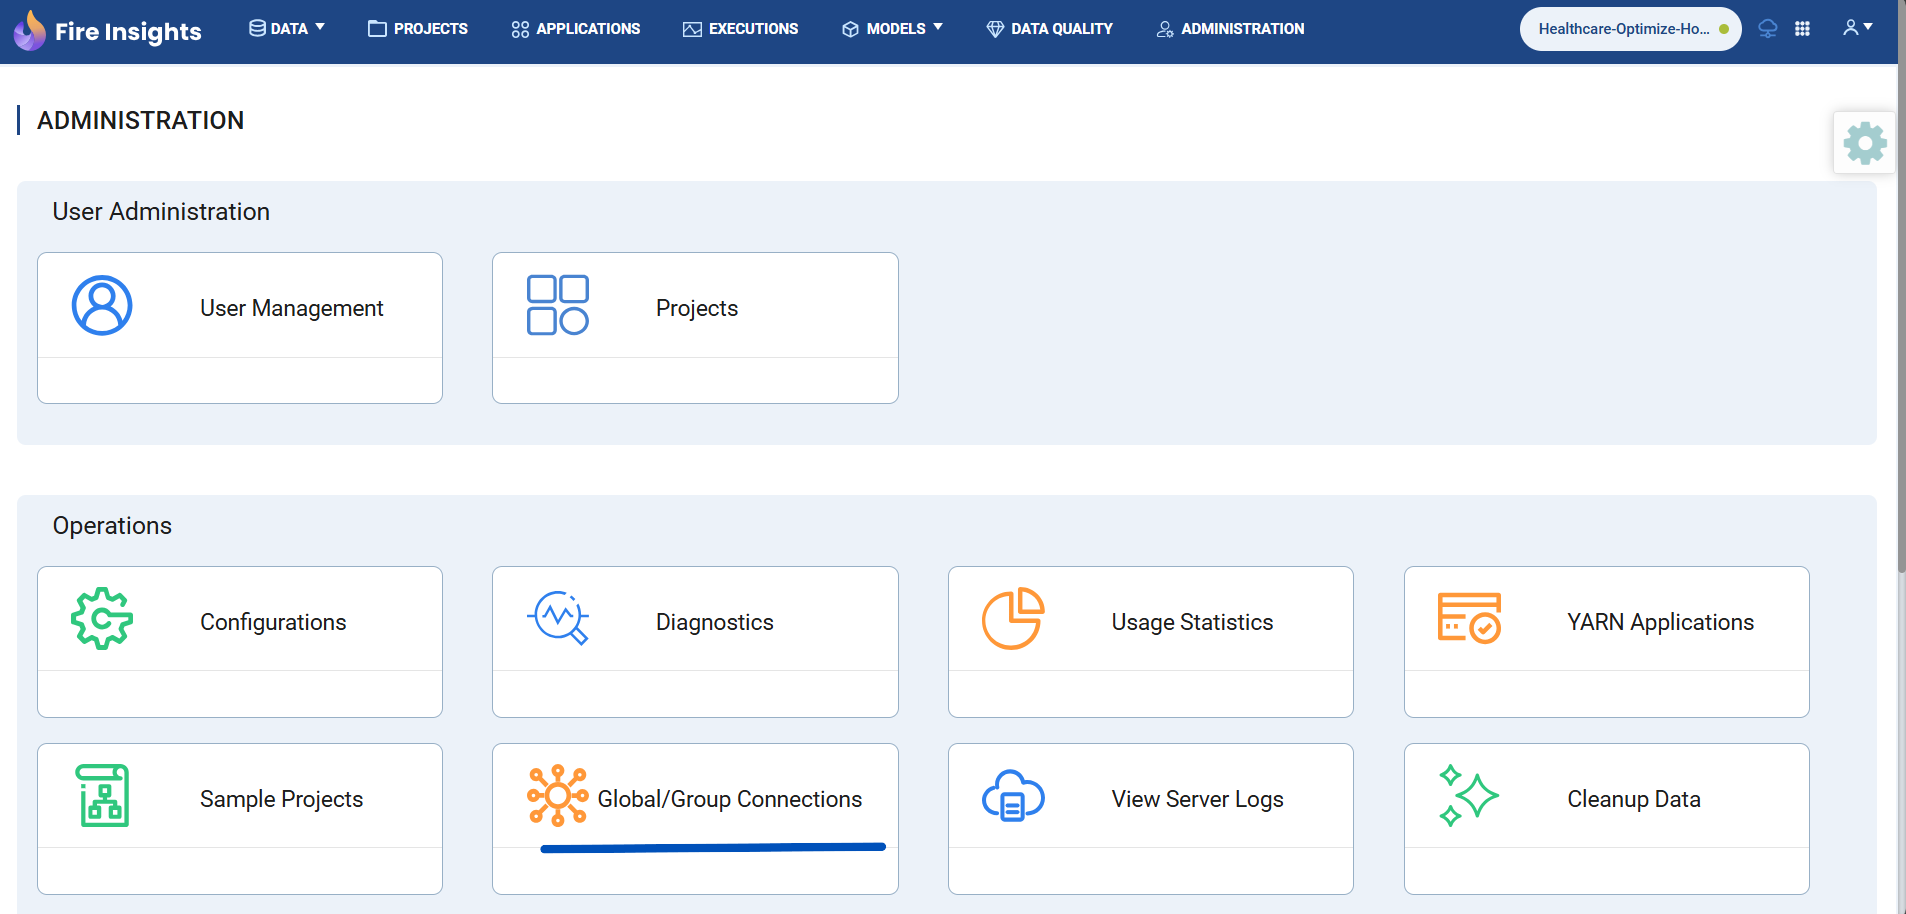 Fire Insights DATA PROJECTS APPLICATIONS EXECUTIONS MODELS DATA QUALITY ADMINISTRATION Healthcare-Optimize-Ho...
ADMINISTRATION
User Administration
User Management Projects
Operations
Configurations Diagnostics Usage Statistics YARN Applications
Sample Projects Global/Group Connections View Server Logs Cleanup Data